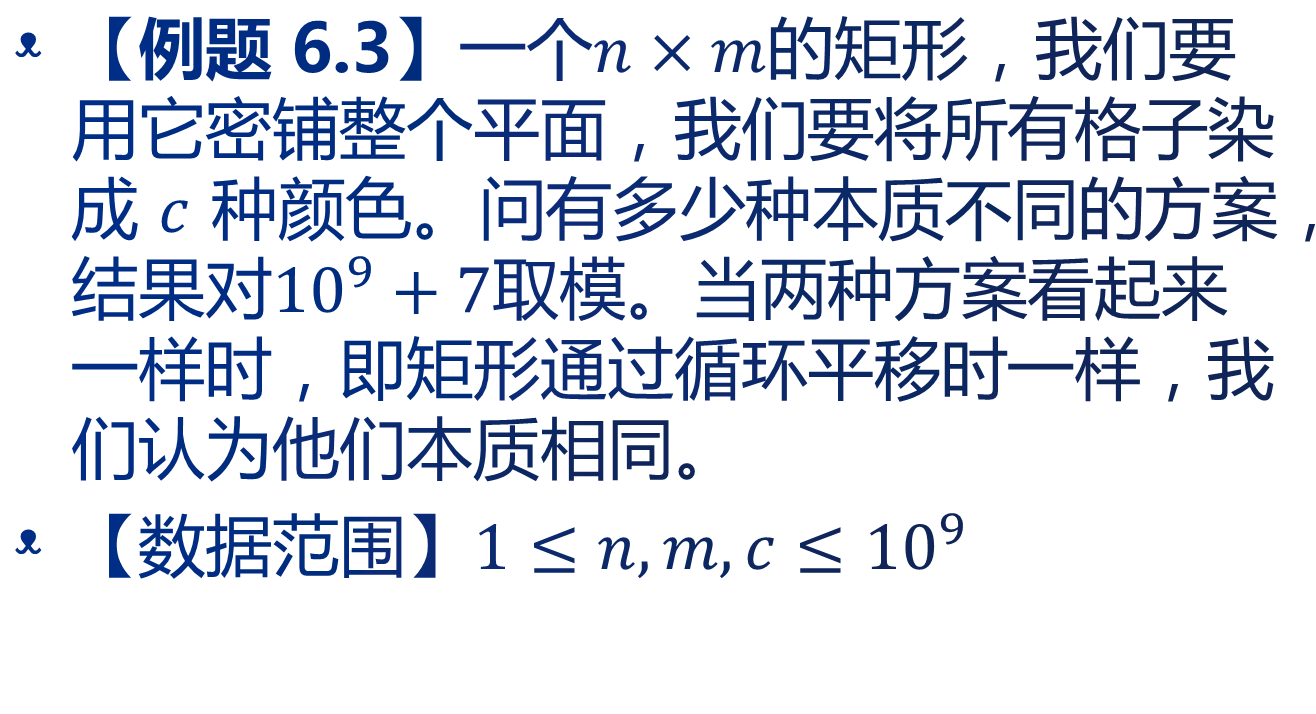 【例题 6.3】一个n × m的矩形，我们要
用它密铺整个平面，我们要将所有格子染
成 c 种颜色。问有多少种本质不同的方案，
结果对10⁹ + 7取模。当两种方案看起来
一样时，即矩形通过循环平移时一样，我
们认为他们本质相同。
【数据范围】1 ≤ n, m, c ≤ 10⁹